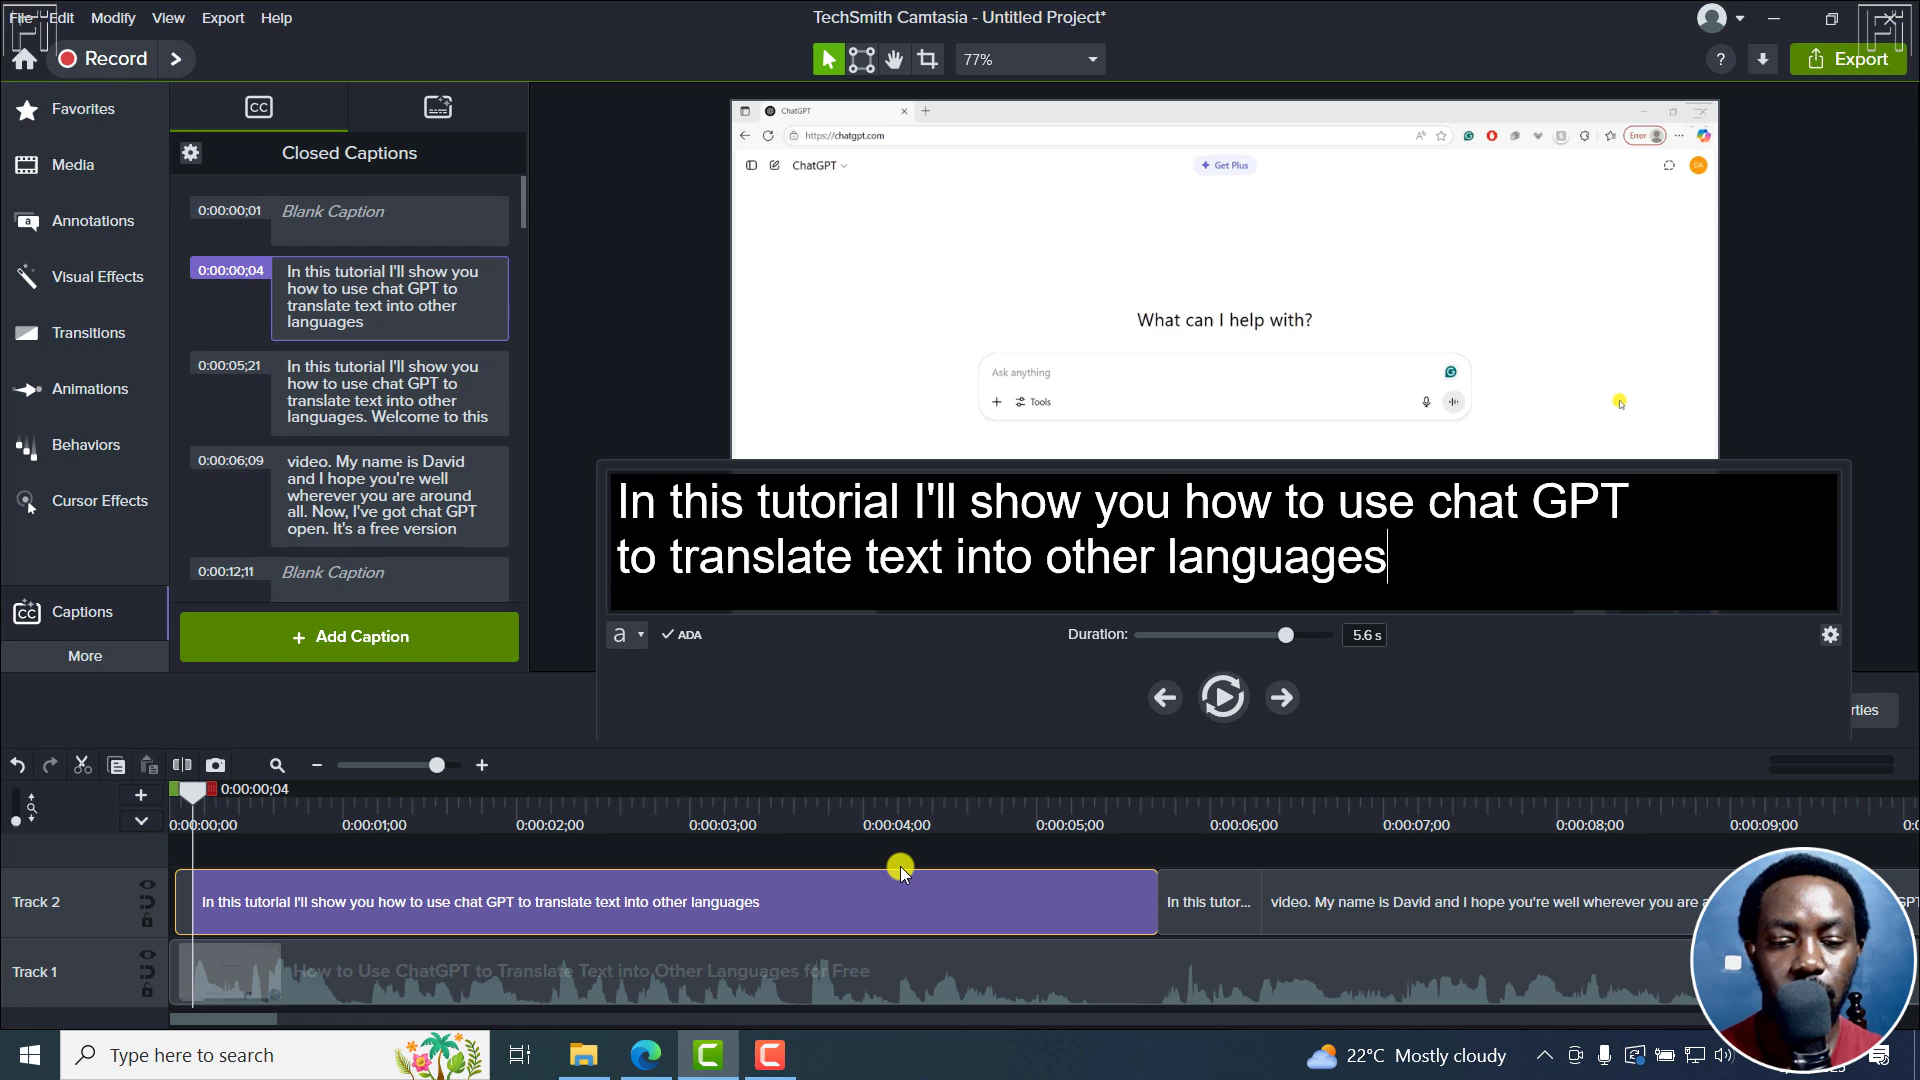 File Edit Modify View Export Help
TechSmith Camtasia - Untitled Project*
Record
77%
Export
Favorites
Media
Annotations
Visual Effects
Transitions
Animations
Behaviors
Cursor Effects
Captions
More
CC
Closed Captions
0:00:00;01
Blank Caption
0:00:00;04
In this tutorial I'll show you
how to use chat GPT to
translate text into other
languages
0:00:05;21
In this tutorial I'll show you
how to use chat GPT to
translate text into other
languages. Welcome to this
0:00:06;09
video. My name is David
and I hope you're well
wherever you are around
all. Now, I've got chat GPT
open. It's a free version
0:00:12;11
Blank Caption
+ Add Caption
ChatGPT
https://chatgpt.com
Error
ChatGPT
Get Plus
DA
What can I help with?
Ask anything
Tools
In this tutorial I'll show you how to use chat GPT
to translate text into other languages
a
ADA
Duration:
5.6 s
rties
0:00:00;04
0:00:00;00 0:00:01;00 0:00:02;00 0:00:03;00 0:00:04;00 0:00:05;00 0:00:06;00 0:00:07;00 0:00:08;00 0:00:09;00
Track 2
In this tutorial I'll show you how to use chat GPT to translate text into other languages
In this tutor...
video. My name is David and I hope you're well wherever you are
Track 1
How to Use ChatGPT to Translate Text into Other Languages for Free
Type here to search
22°C Mostly cloudy